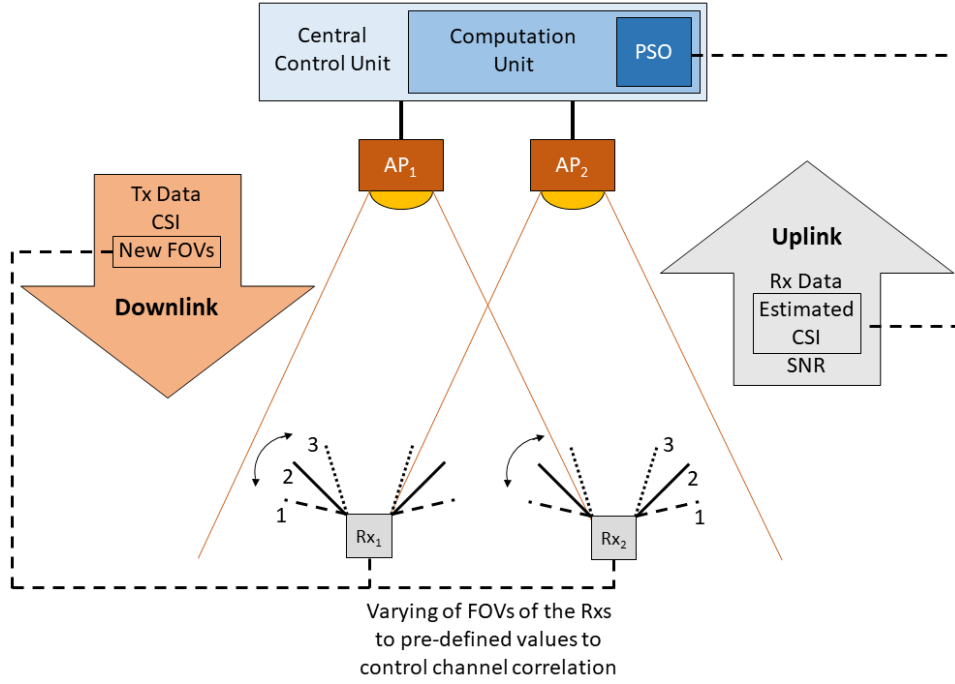 Central
Control Unit
Computation
Unit
PSO
AP₁
AP₂
Tx Data
CSI
New FOVs
Downlink
Uplink
Rx Data
Estimated
CSI
SNR
3
2
1
3
2
1
Rx₁
Rx₂
Varying of FOVs of the Rxs
to pre-defined values to
control channel correlation